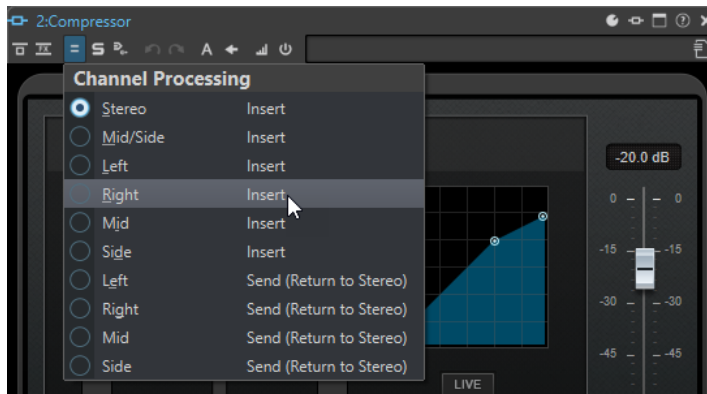 2:Compressor
FX S A
Channel Processing
Stereo Insert
Mid/Side Insert
Left Insert
Right Insert
Mid Insert
Side Insert
Left Send (Return to Stereo)
Right Send (Return to Stereo)
Mid Send (Return to Stereo)
Side Send (Return to Stereo)
-20.0 dB
0 0
-15 -15
-30 -30
-45 -45
LIVE